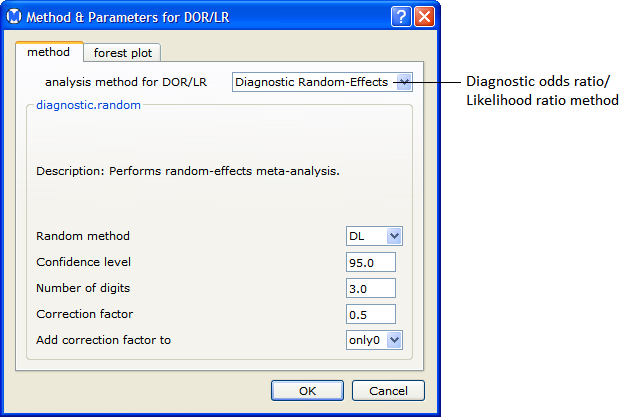 Method & Parameters for DOR/LR
method
forest plot
analysis method for DOR/LR
Diagnostic Random-Effects
Diagnostic odds ratio/
Likelihood ratio method
diagnostic.random
Description: Performs random-effects meta-analysis.
Random method
DL
Confidence level
95.0
Number of digits
3.0
Correction factor
0.5
Add correction factor to
only0
OK
Cancel